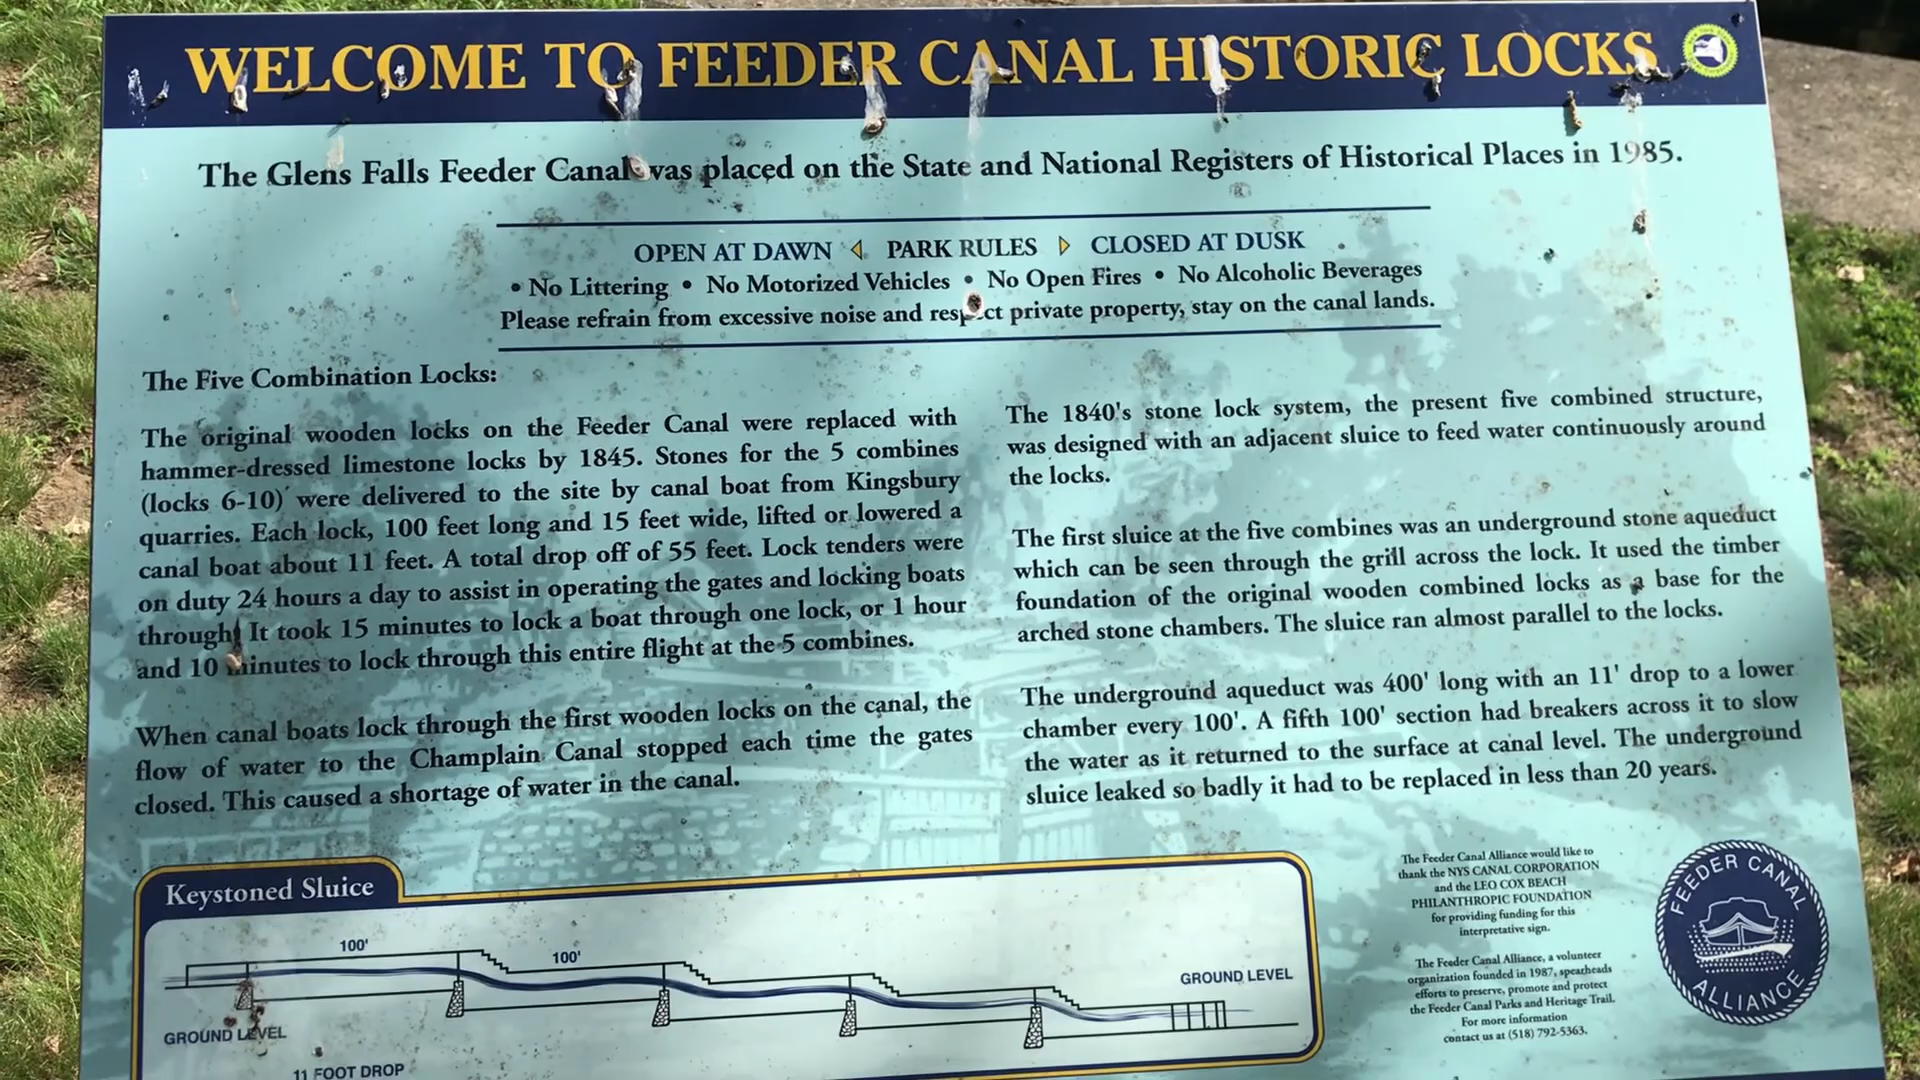 WELCOME TO FEEDER CANAL HISTORIC LOCKS
The Glens Falls Feeder Canal was placed on the State and National Registers of Historical Places in 1985.
OPEN AT DAWN ◁ PARK RULES ▷ CLOSED AT DUSK
• No Littering • No Motorized Vehicles • No Open Fires • No Alcoholic Beverages
Please refrain from excessive noise and respect private property, stay on the canal lands.
The Five Combination Locks:
The original wooden locks on the Feeder Canal were replaced with
hammer-dressed limestone locks by 1845. Stones for the 5 combines
(locks 6-10) were delivered to the site by canal boat from Kingsbury
quarries. Each lock, 100 feet long and 15 feet wide, lifted or lowered a
canal boat about 11 feet. A total drop off of 55 feet. Lock tenders were
on duty 24 hours a day to assist in operating the gates and locking boats
through. It took 15 minutes to lock a boat through one lock, or 1 hour
and 10 minutes to lock through this entire flight at the 5 combines.
When canal boats lock through the first wooden locks on the canal, the
flow of water to the Champlain Canal stopped each time the gates
closed. This caused a shortage of water in the canal.
The 1840's stone lock system, the present five combined structure,
was designed with an adjacent sluice to feed water continuously around
the locks.
The first sluice at the five combines was an underground stone aqueduct
which can be seen through the grill across the lock. It used the timber
foundation of the original wooden combined locks as a base for the
arched stone chambers. The sluice ran almost parallel to the locks.
The underground aqueduct was 400' long with an 11' drop to a lower
chamber every 100'. A fifth 100' section had breakers across it to slow
the water as it returned to the surface at canal level. The underground
sluice leaked so badly it had to be replaced in less than 20 years.
Keystoned Sluice
100'
100'
GROUND LEVEL
GROUND LEVEL
11 FOOT DROP
The Feeder Canal Alliance would like to
thank the NYS CANAL CORPORATION
and the LEO COX BEACH
PHILANTHROPIC FOUNDATION
for providing funding for this
interpretative sign.
The Feeder Canal Alliance, a volunteer
organization founded in 1987, spearheads
efforts to preserve, promote and protect
the Feeder Canal Parks and Heritage Trail.
For more information
contact us at (518) 792-5363.
FEEDER CANAL
ALLIANCE